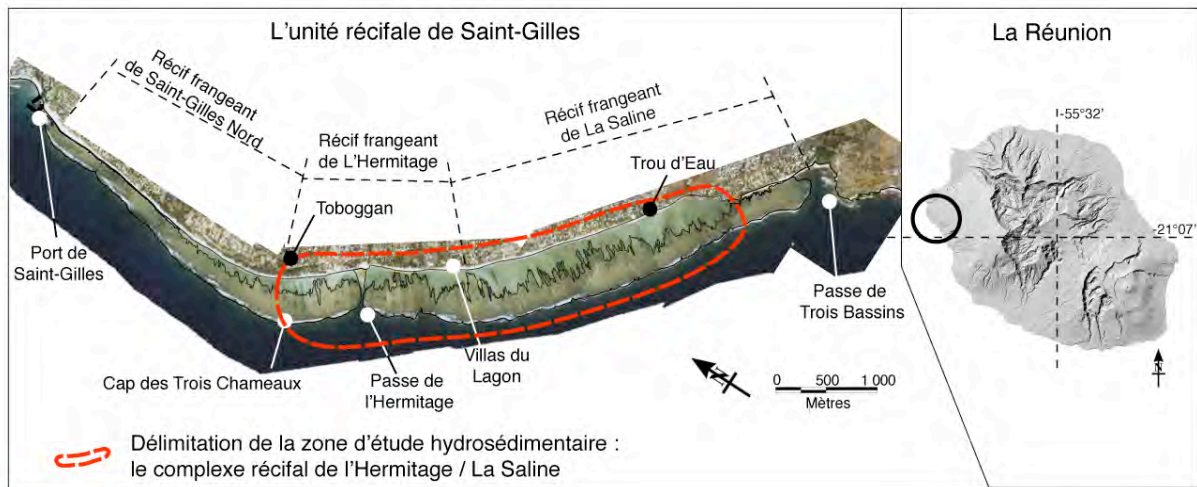 L'unité récifale de Saint-Gilles
La Réunion
Récif frangeant
de Saint-Gilles Nord
Récif frangeant
de L'Hermitage
Récif frangeant
de La Saline
Toboggan
Trou d'Eau
Port de
Saint-Gilles
Cap des Trois Chameaux
Passe de
l'Hermitage
Villas du
Lagon
Passe de
Trois Bassins
N
0 500 1 000
Mètres
-55°32'
-21°07'
N
Délimitation de la zone d'étude hydrosédimentaire :
le complexe récifal de l'Hermitage / La Saline